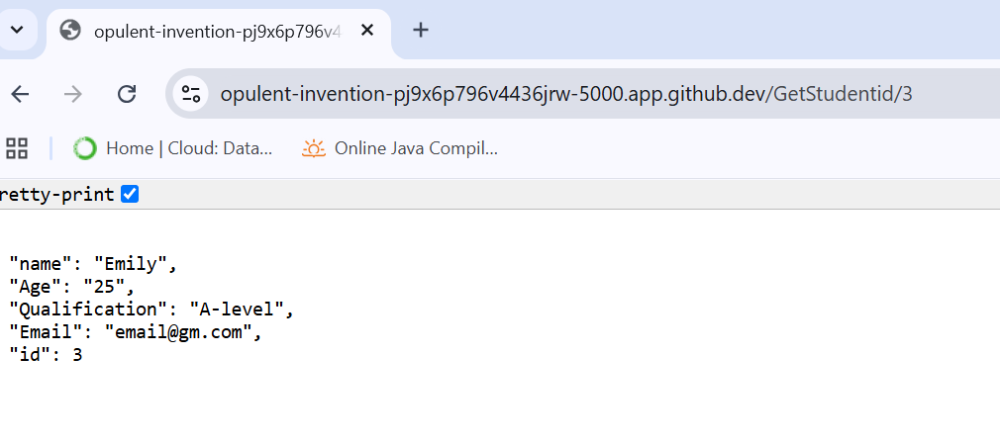 opulent-invention-pj9x6p796v4
opulent-invention-pj9x6p796v4436jrw-5000.app.github.dev/GetStudentid/3
Home | Cloud: Data...
Online Java Compil...
retty-print
"name": "Emily",
"Age": "25",
"Qualification": "A-level",
"Email": "email@gm.com",
"id": 3